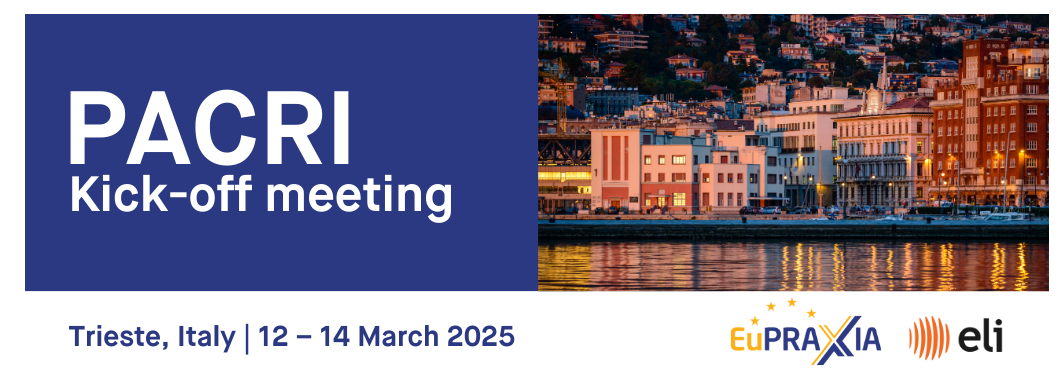 PACRI
Kick-off meeting
Trieste, Italy | 12 – 14 March 2025
EuPRAXIA
eli